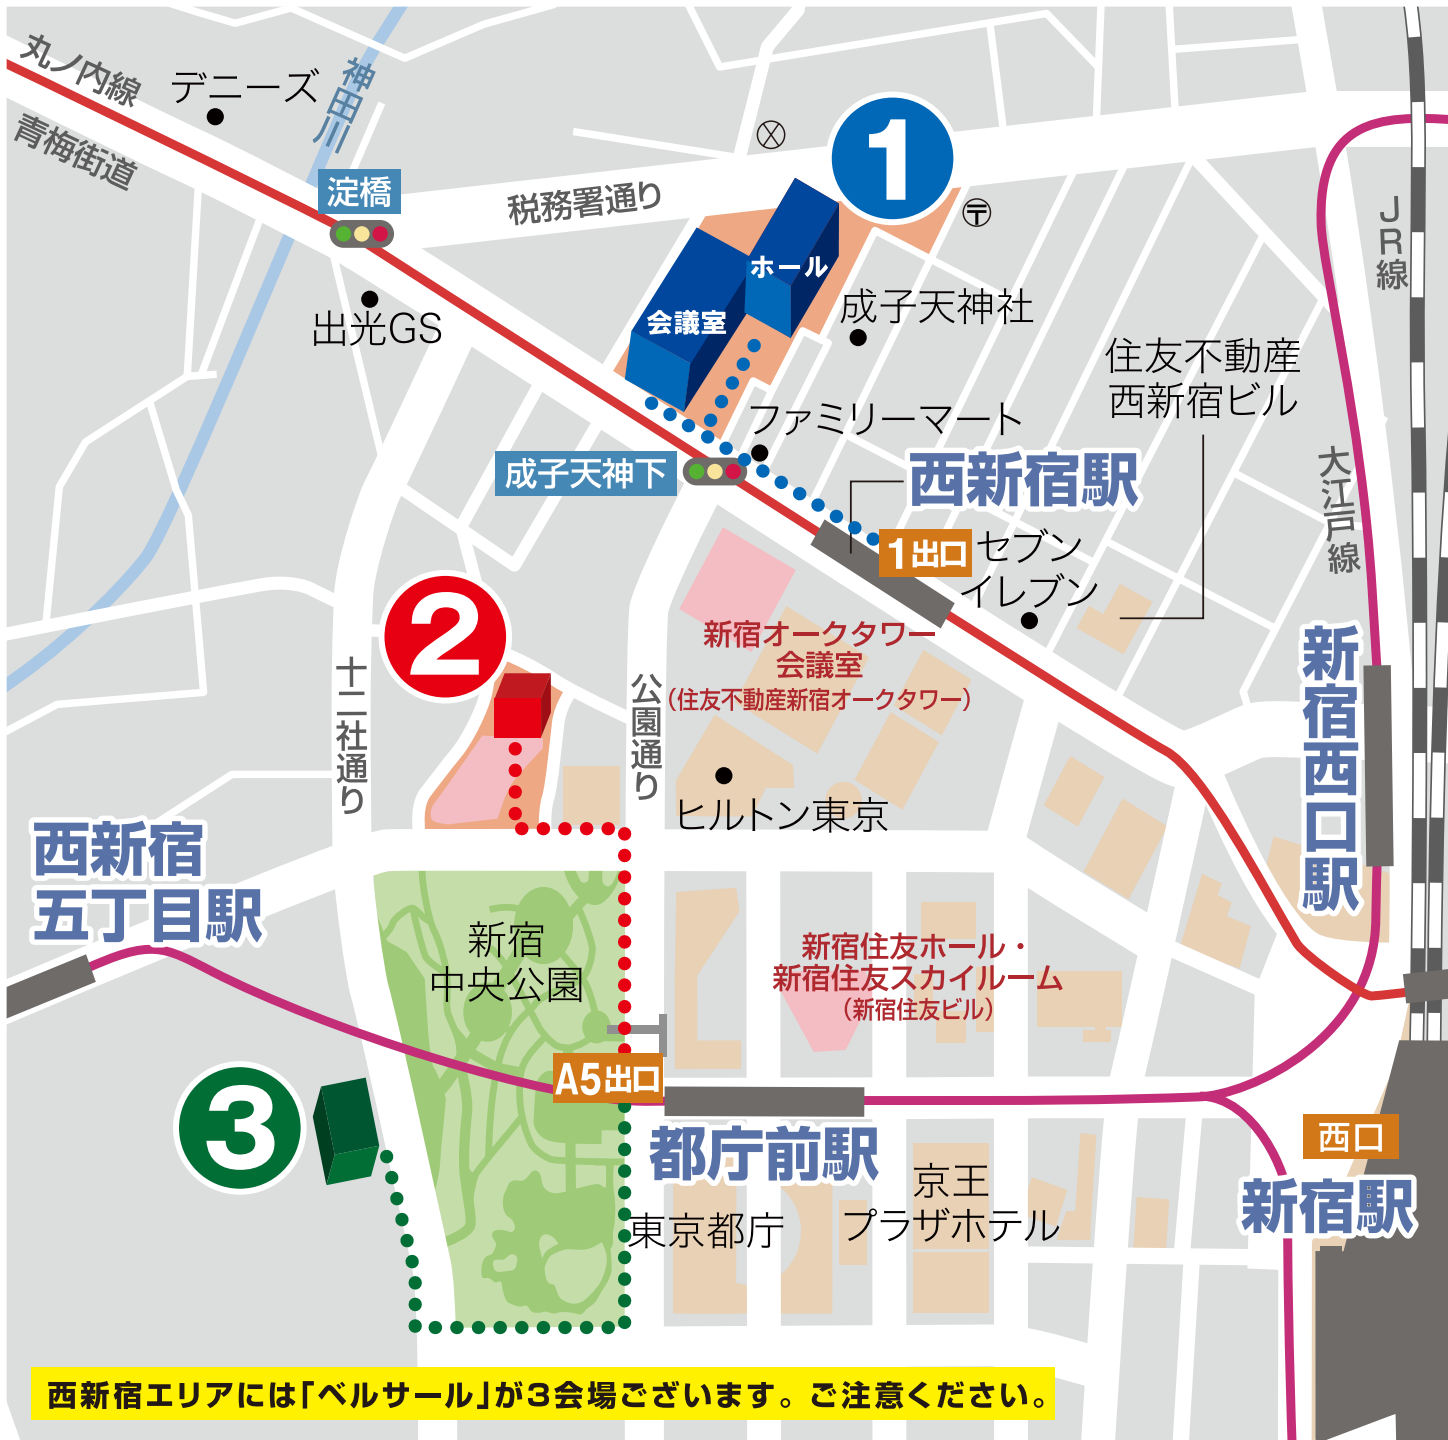 丸ノ内線
デニーズ
神田川
青梅街道
淀橋
税務署通り
1
〒
JR線
ホール
会議室
成子天神社
出光GS
住友不動産
西新宿ビル
ファミリーマート
成子天神下
西新宿駅
大江戸線
1出口
セブン
イレブン
2
新宿オークタワー
会議室
(住友不動産新宿オークタワー)
新宿西口駅
十二社通り
公園通り
ヒルトン東京
西新宿
五丁目駅
新宿
中央公園
新宿住友ホール・
新宿住友スカイルーム
(新宿住友ビル)
A5出口
3
都庁前駅
西口
新宿駅
京王
プラザホテル
東京都庁
西新宿エリアには「ベルサール」が3会場ございます。ご注意ください。